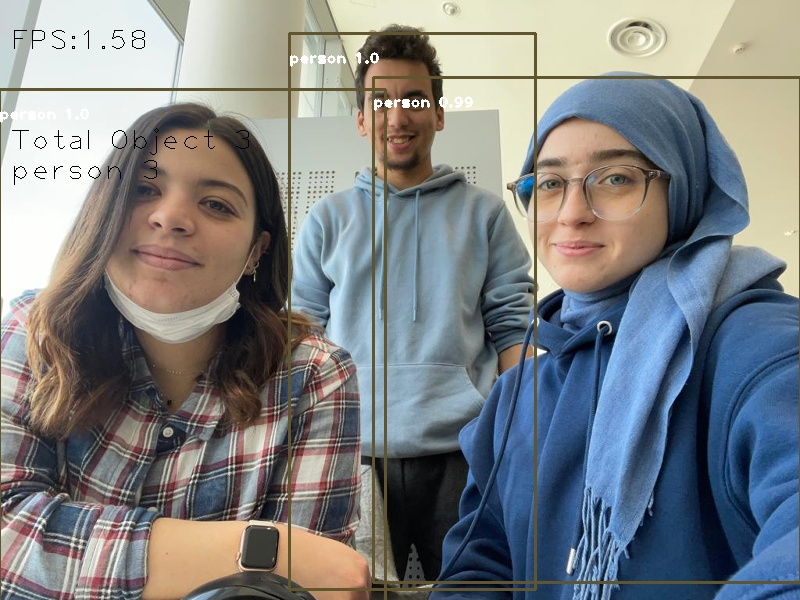 FPS:1.58
person 1.0
person 0.99
person 1.0
Total Object 3
person 3